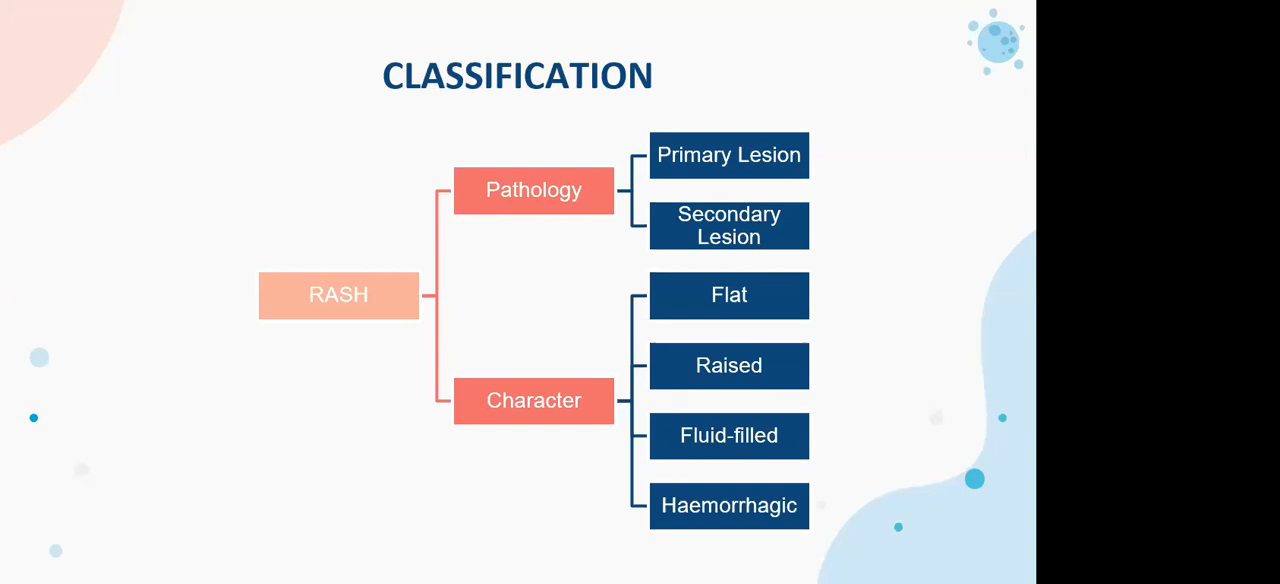 CLASSIFICATION
RASH
Pathology
Primary Lesion
Secondary
Lesion
Character
Flat
Raised
Fluid-filled
Haemorrhagic